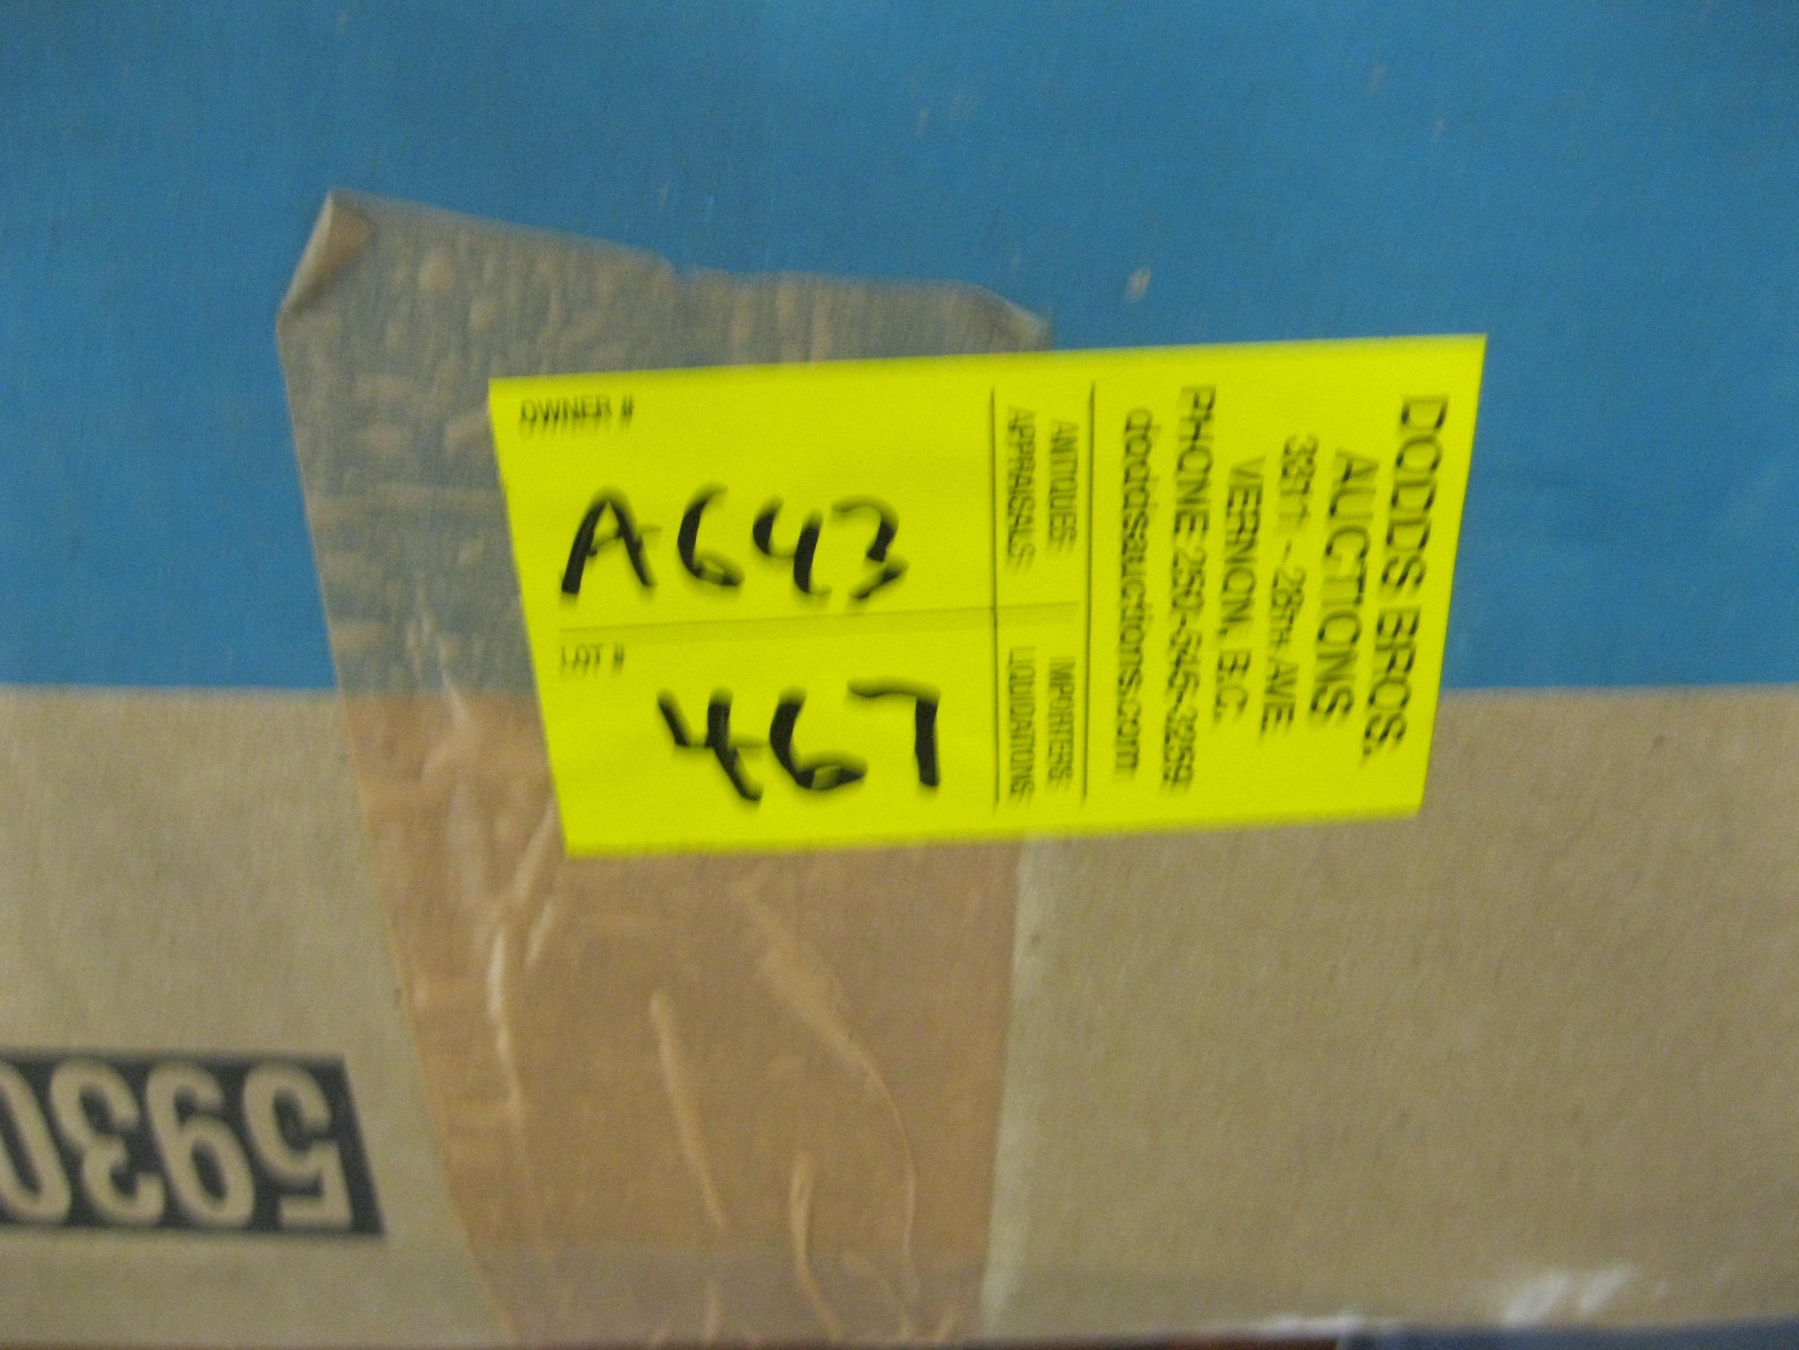 OWNER #
A643
LOT #
467
ANTIQUES
APPRAISALS
IMPORTERS
LIQUIDATIONS
DODDS BROS.
AUCTIONS
3311 - 28TH AVE
VERNON, B.C.
PHONE 250-545-3259
doddsauctions.com
5930